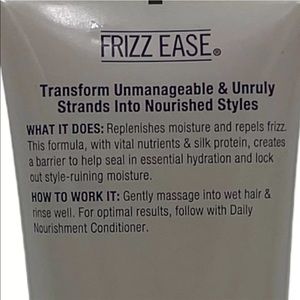 FRIZZ EASE®
Transform Unmanageable & Unruly
Strands Into Nourished Styles
WHAT IT DOES: Replenishes moisture and repels frizz.
This formula, with vital nutrients & silk protein, creates
a barrier to help seal in essential hydration and lock
out style-ruining moisture.
HOW TO WORK IT: Gently massage into wet hair &
rinse well. For optimal results, follow with Daily
Nourishment Conditioner.